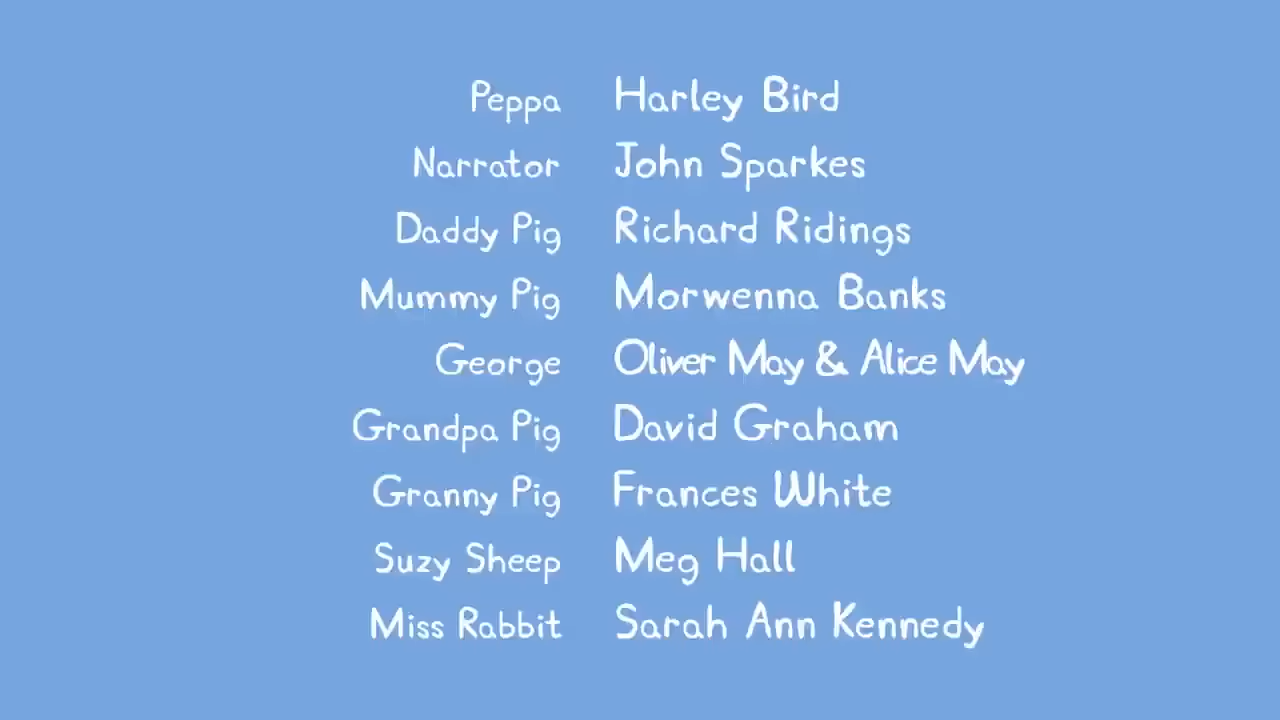 Peppa Harley Bird
Narrator John Sparkes
Daddy Pig Richard Ridings
Mummy Pig Morwenna Banks
George Oliver May & Alice May
Grandpa Pig David Graham
Granny Pig Frances White
Suzy Sheep Meg Hall
Miss Rabbit Sarah Ann Kennedy